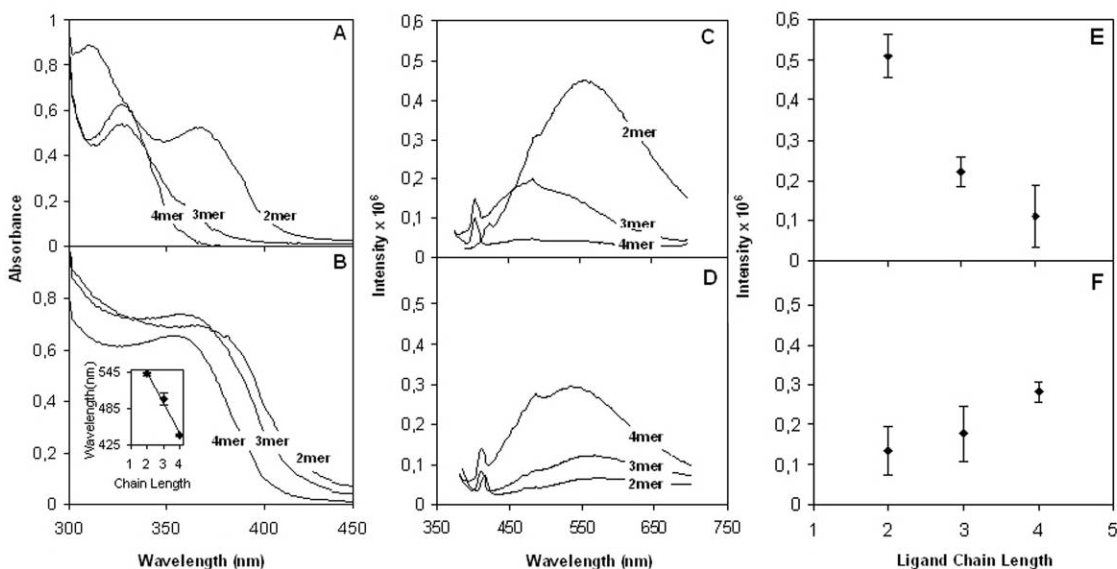 A
1
0,8
0,6
0,4
0,2
0
Absorbance
4mer
3mer
2mer
B
0,8
0,6
0,4
0,2
0
300
350
400
450
Wavelength (nm)
545
485
425
Wavelength(nm)
1 2 3 4
Chain Length
4mer
3mer
2mer
C
0,6
0,5
0,4
0,3
0,2
0,1
0
Intensity x 10⁶
2mer
3mer
4mer
D
0,5
0,4
0,3
0,2
0,1
0
350
450
550
650
750
Wavelength (nm)
4mer
3mer
2mer
E
0,6
0,5
0,4
0,3
0,2
0,1
0
Intensity x 10⁶
F
0,5
0,4
0,3
0,2
0,1
0
1
2
3
4
5
Ligand Chain Length